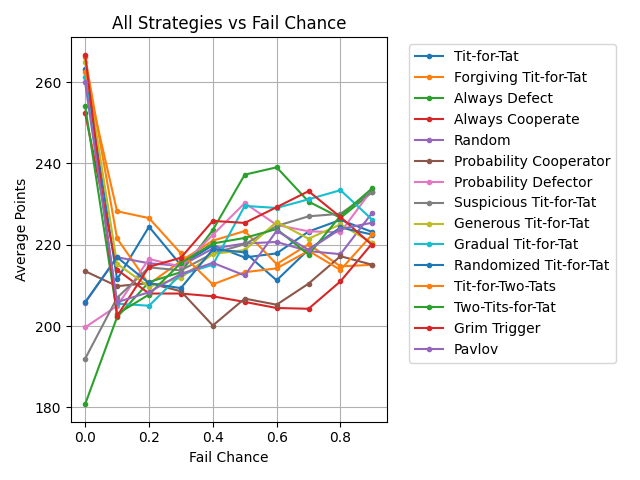 All Strategies vs Fail Chance
260
240
220
200
180
Average Points
0.0 0.2 0.4 0.6 0.8
Fail Chance
Tit-for-Tat
Forgiving Tit-for-Tat
Always Defect
Always Cooperate
Random
Probability Cooperator
Probability Defector
Suspicious Tit-for-Tat
Generous Tit-for-Tat
Gradual Tit-for-Tat
Randomized Tit-for-Tat
Tit-for-Two-Tats
Two-Tits-for-Tat
Grim Trigger
Pavlov